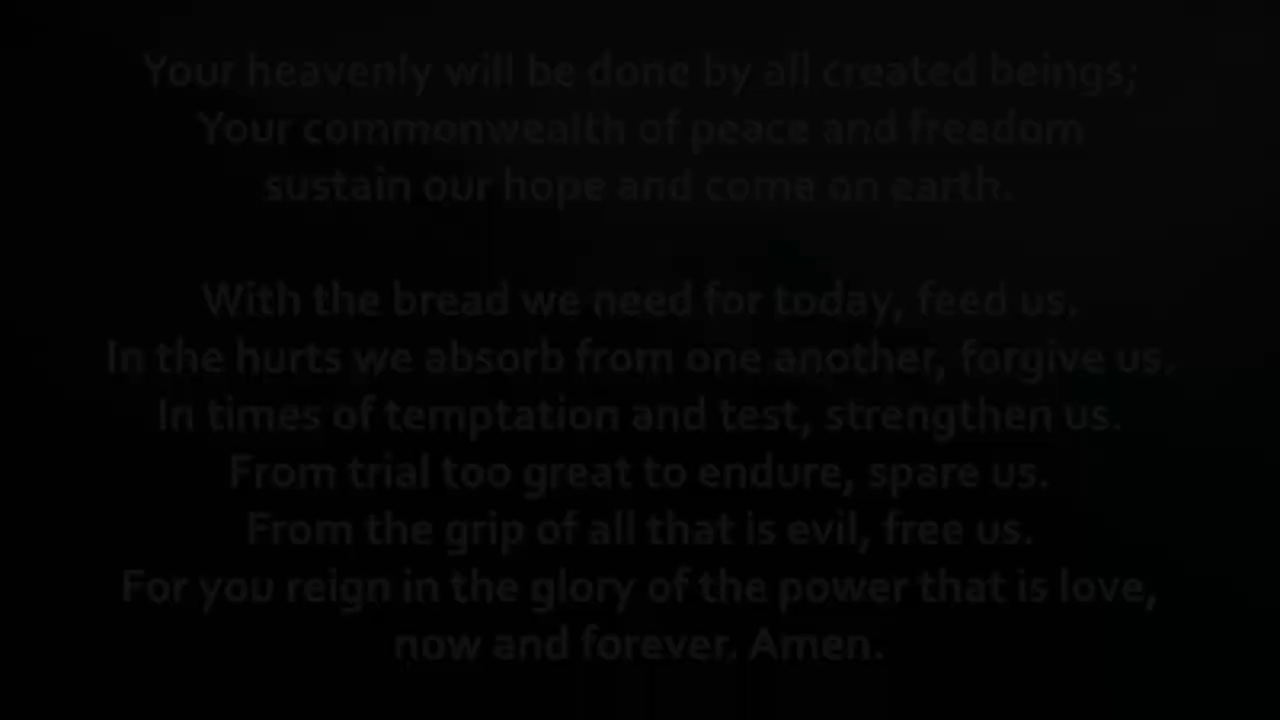 Your heavenly will be done by all created beings;
Your commonwealth of peace and freedom
sustain our hope and come on earth.
With the bread we need for today, feed us.
In the hurts we absorb from one another, forgive us.
In times of temptation and test, strengthen us.
From trial too great to endure, spare us.
From the grip of all that is evil, free us.
For you reign in the glory of the power that is love,
now and forever. Amen.